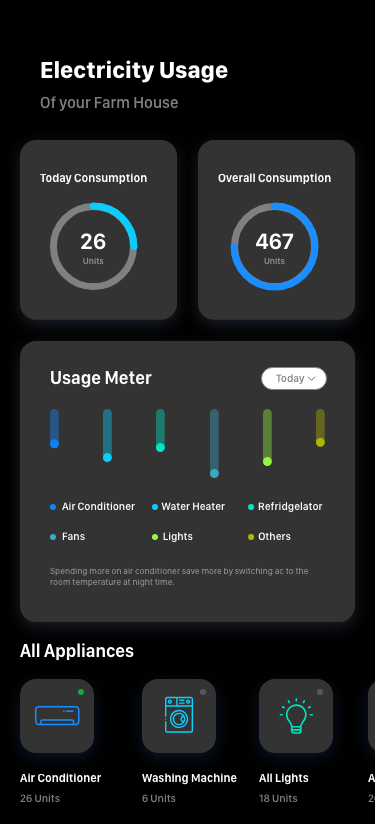 Electricity Usage
Of your Farm House
Today Consumption
26
Units
Overall Consumption
467
Units
Usage Meter
Today
Air Conditioner
Water Heater
Refridgelator
Fans
Lights
Others
Spending more on air conditioner save more by switching ac to the
room temperature at night time.
All Appliances
Air Conditioner
26 Units
Washing Machine
6 Units
All Lights
18 Units